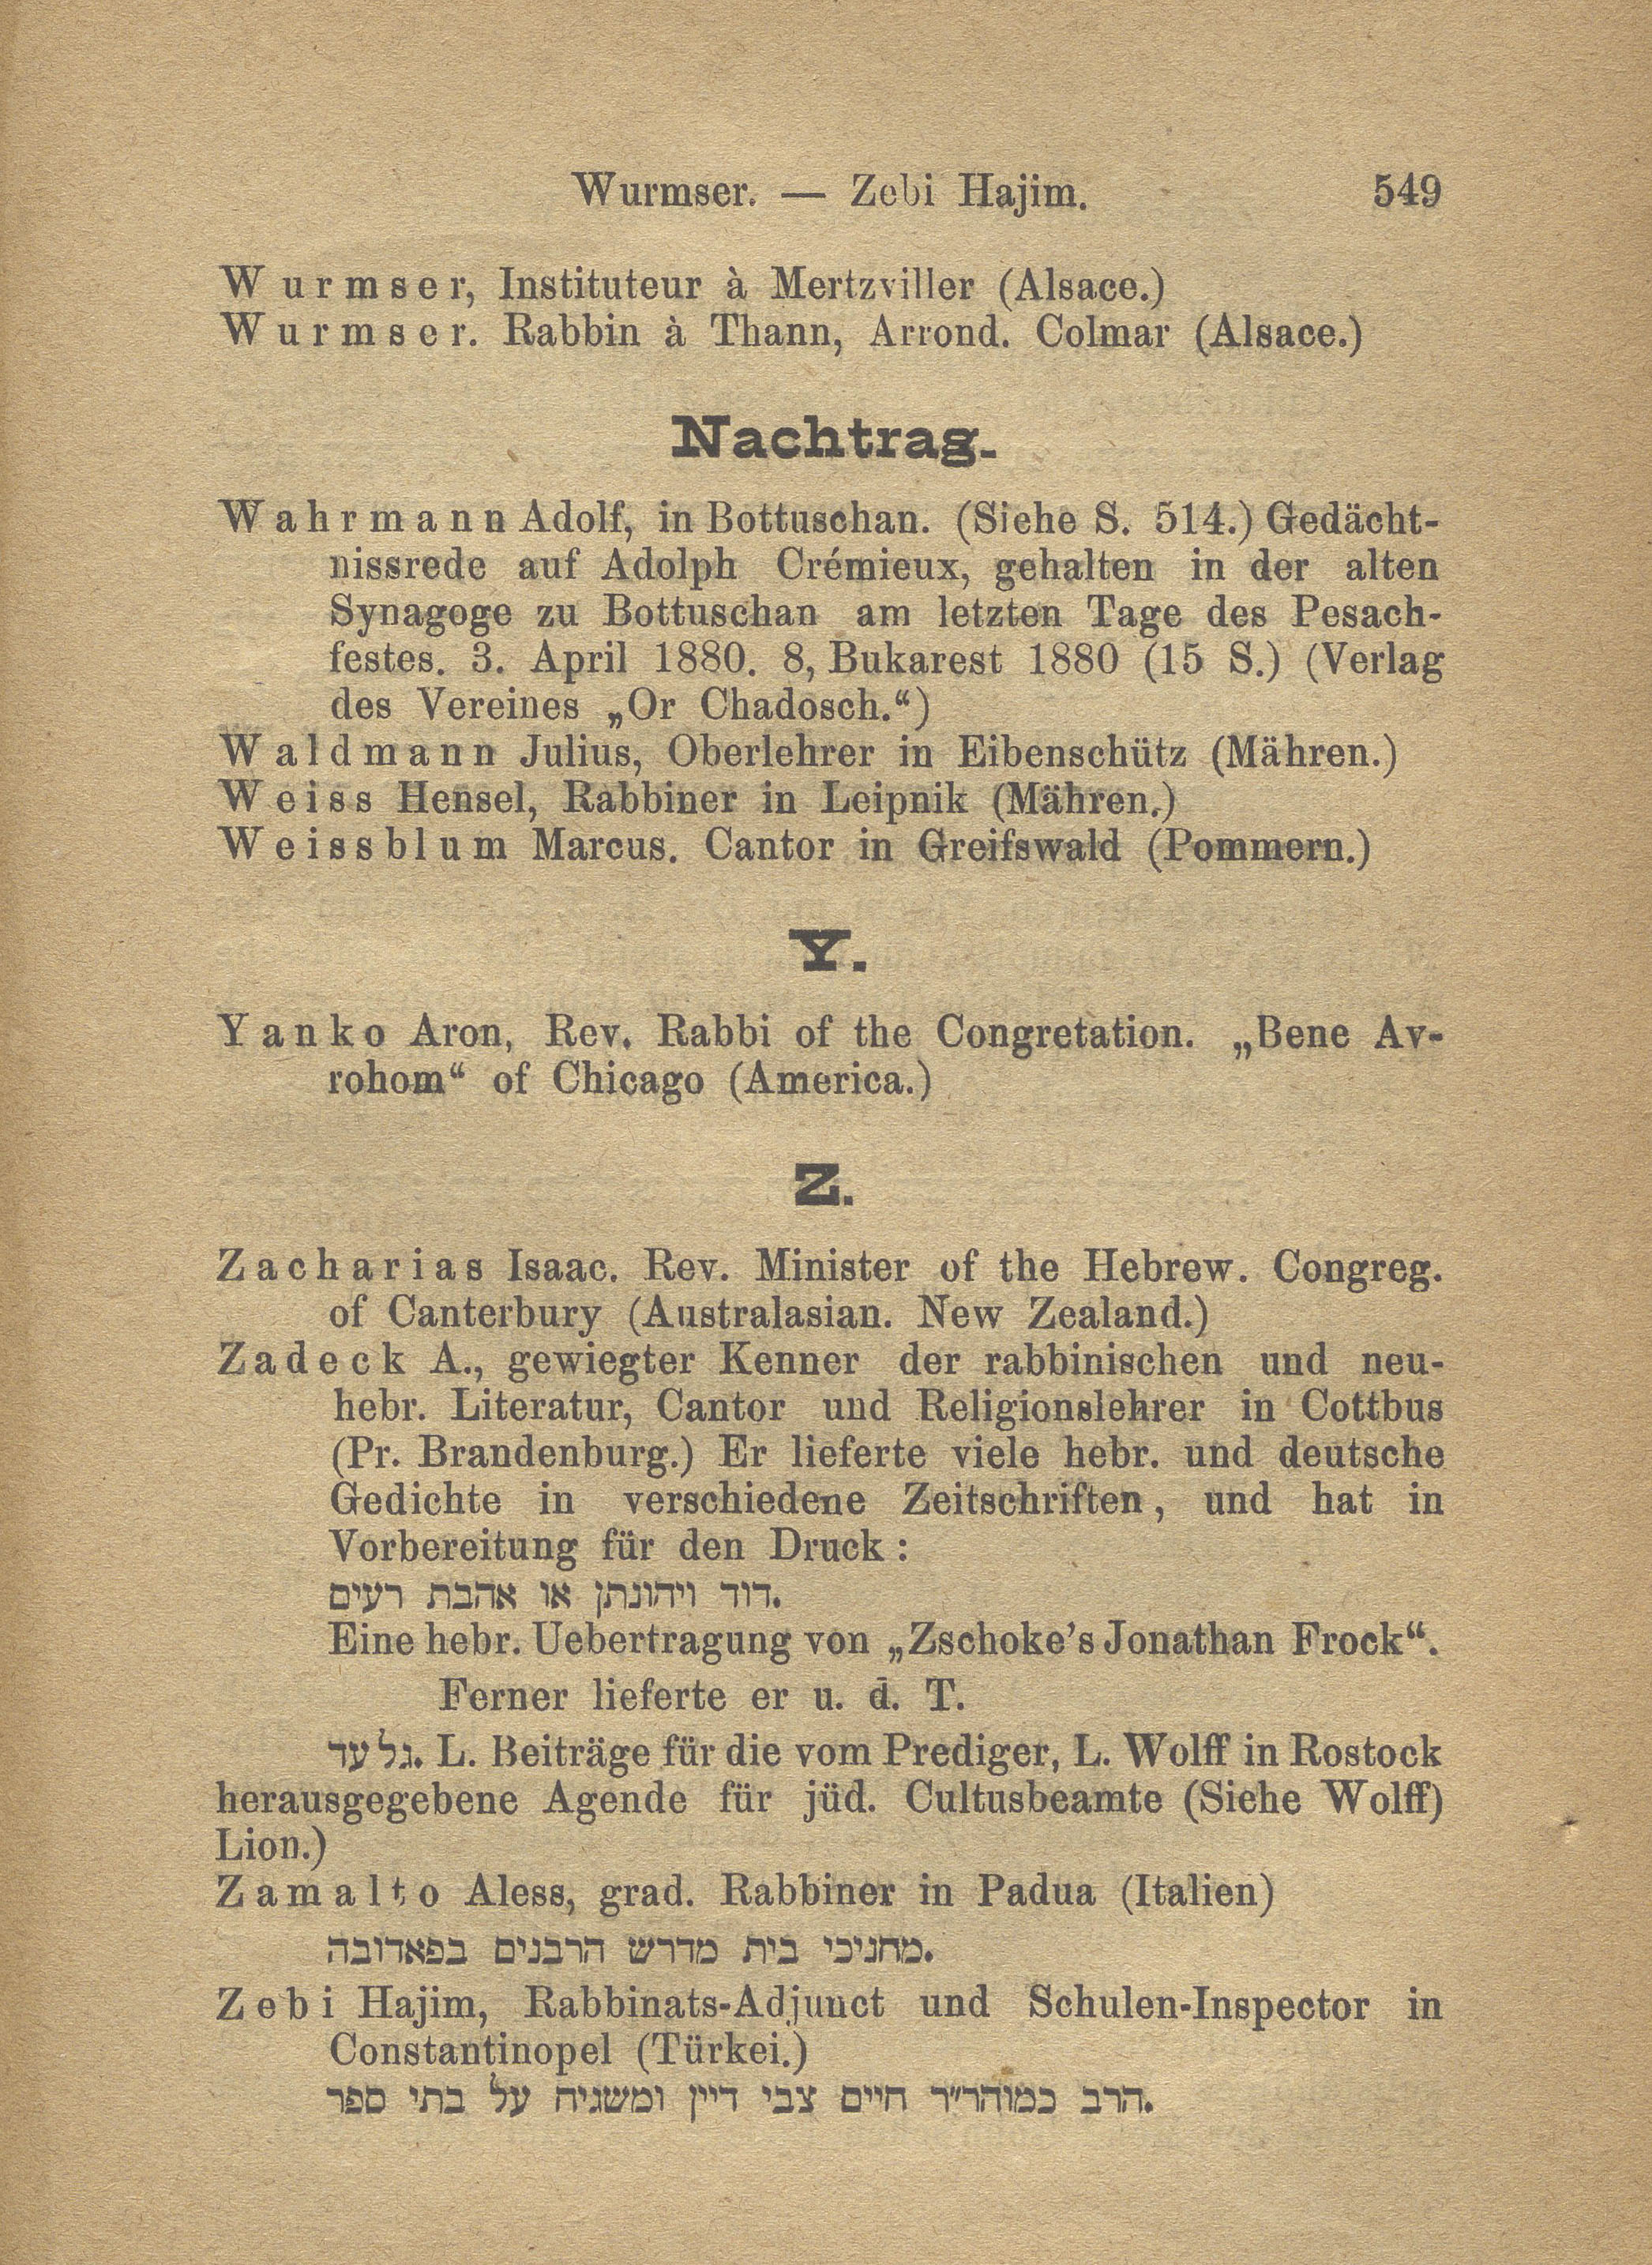 Wurmser. — Zebi Hajim. 549
Wurmser, Instituteur à Mertzviller (Alsace.)
Wurmser. Rabbin à Thann, Arrond. Colmar (Alsace.)
Nachtrag.
Wahrmann Adolf, in Bottuschan. (Siehe S. 514.) Gedächt-
nissrede auf Adolph Crémieux, gehalten in der alten
Synagoge zu Bottuschan am letzten Tage des Pesach-
festes. 3. April 1880. 8, Bukarest 1880 (15 S.) (Verlag
des Vereines „Or Chadosch.“)
Waldmann Julius, Oberlehrer in Eibenschütz (Mähren.)
Weiss Hensel, Rabbiner in Leipnik (Mähren.)
Weissblum Marcus. Cantor in Greifswald (Pommern.)
Y.
Yanko Aron, Rev. Rabbi of the Congretation. „Bene Av-
rohom“ of Chicago (America.)
Z.
Zacharias Isaac. Rev. Minister of the Hebrew. Congreg.
of Canterbury (Australasian. New Zealand.)
Zadeck A., gewiegter Kenner der rabbinischen und neu-
hebr. Literatur, Cantor und Religionslehrer in Cottbus
(Pr. Brandenburg.) Er lieferte viele hebr. und deutsche
Gedichte in verschiedene Zeitschriften, und hat in
Vorbereitung für den Druck:
דוד ויהונתן או אהבת רעים.
Eine hebr. Uebertragung von „Zschoke's Jonathan Frock“.
Ferner lieferte er u. d. T.
גל עד. L. Beiträge für die vom Prediger, L. Wolff in Rostock
herausgegebene Agende für jüd. Cultusbeamte (Siehe Wolff)
Lion.)
Zamalto Aless, grad. Rabbiner in Padua (Italien)
מחניכי בית מדרש הרבנים בפאדובה.
Zebi Hajim, Rabbinats-Adjunct und Schulen-Inspector in
Constantinopel (Türkei.)
הרב כמוהר״ר חיים צבי דיין ומשגיח על בתי ספר.